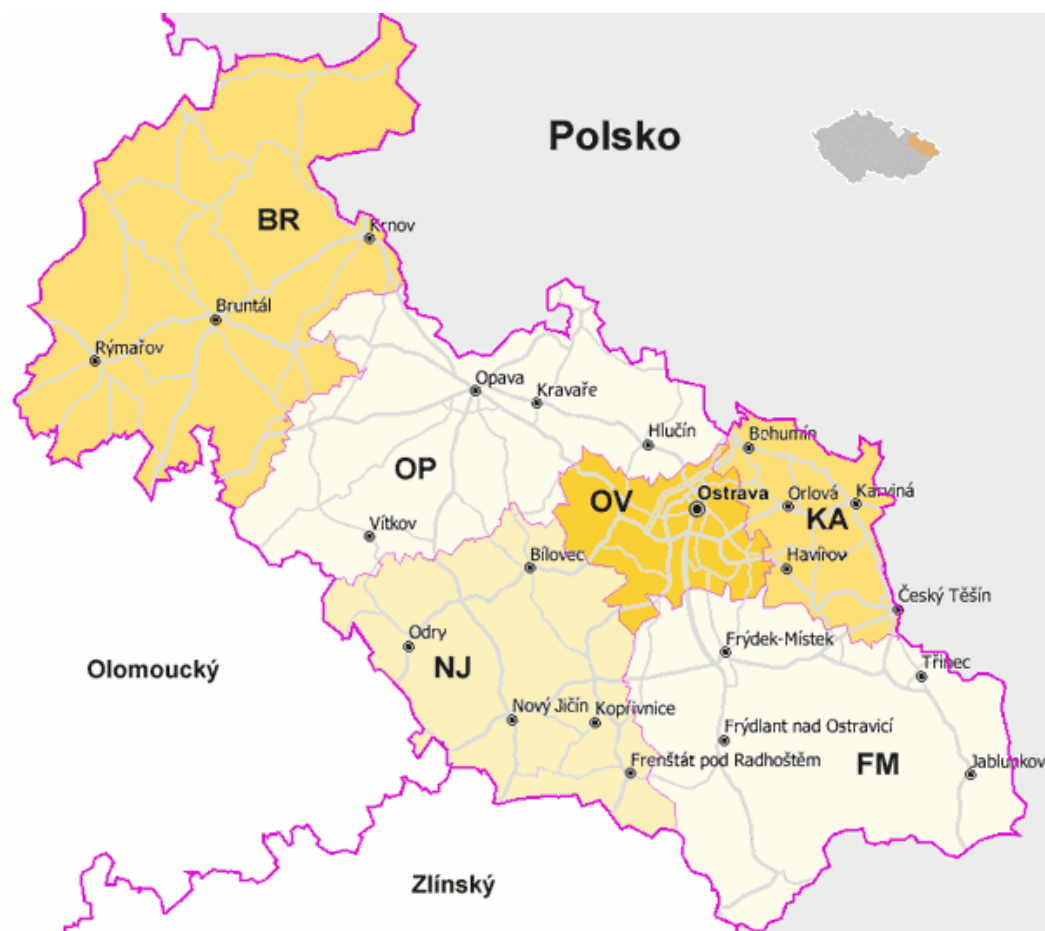 Polsko
BR
Krnov
Bruntál
Rýmařov
Opava
Kravaře
Hlučín
Bohumín
OP
OV
Ostrava
Orlová
Karviná
KA
Vítkov
Bílovec
Havířov
Český Těšín
Odry
Frýdek-Místek
Olomoucký
NJ
Třinec
Nový Jičín
Kopřivnice
Frýdlant nad Ostravicí
Frenštát pod Radhoštěm
FM
Jablunkov
Zlínský